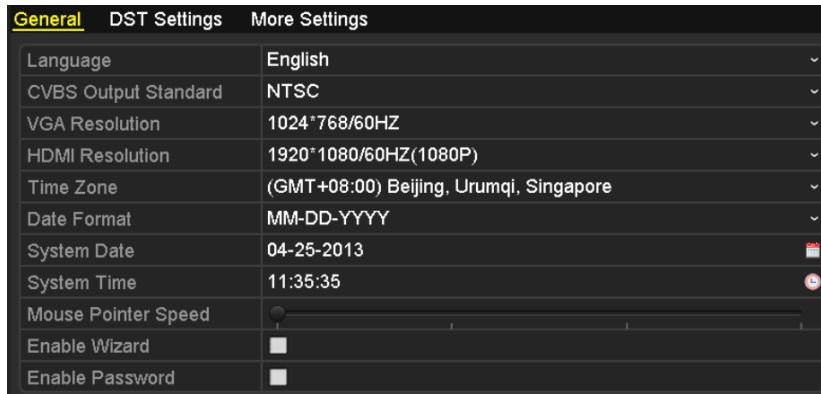 General DST Settings More Settings
Language English
CVBS Output Standard NTSC
VGA Resolution 1024*768/60HZ
HDMI Resolution 1920*1080/60HZ(1080P)
Time Zone (GMT+08:00) Beijing, Urumqi, Singapore
Date Format MM-DD-YYYY
System Date 04-25-2013
System Time 11:35:35
Mouse Pointer Speed
Enable Wizard
Enable Password